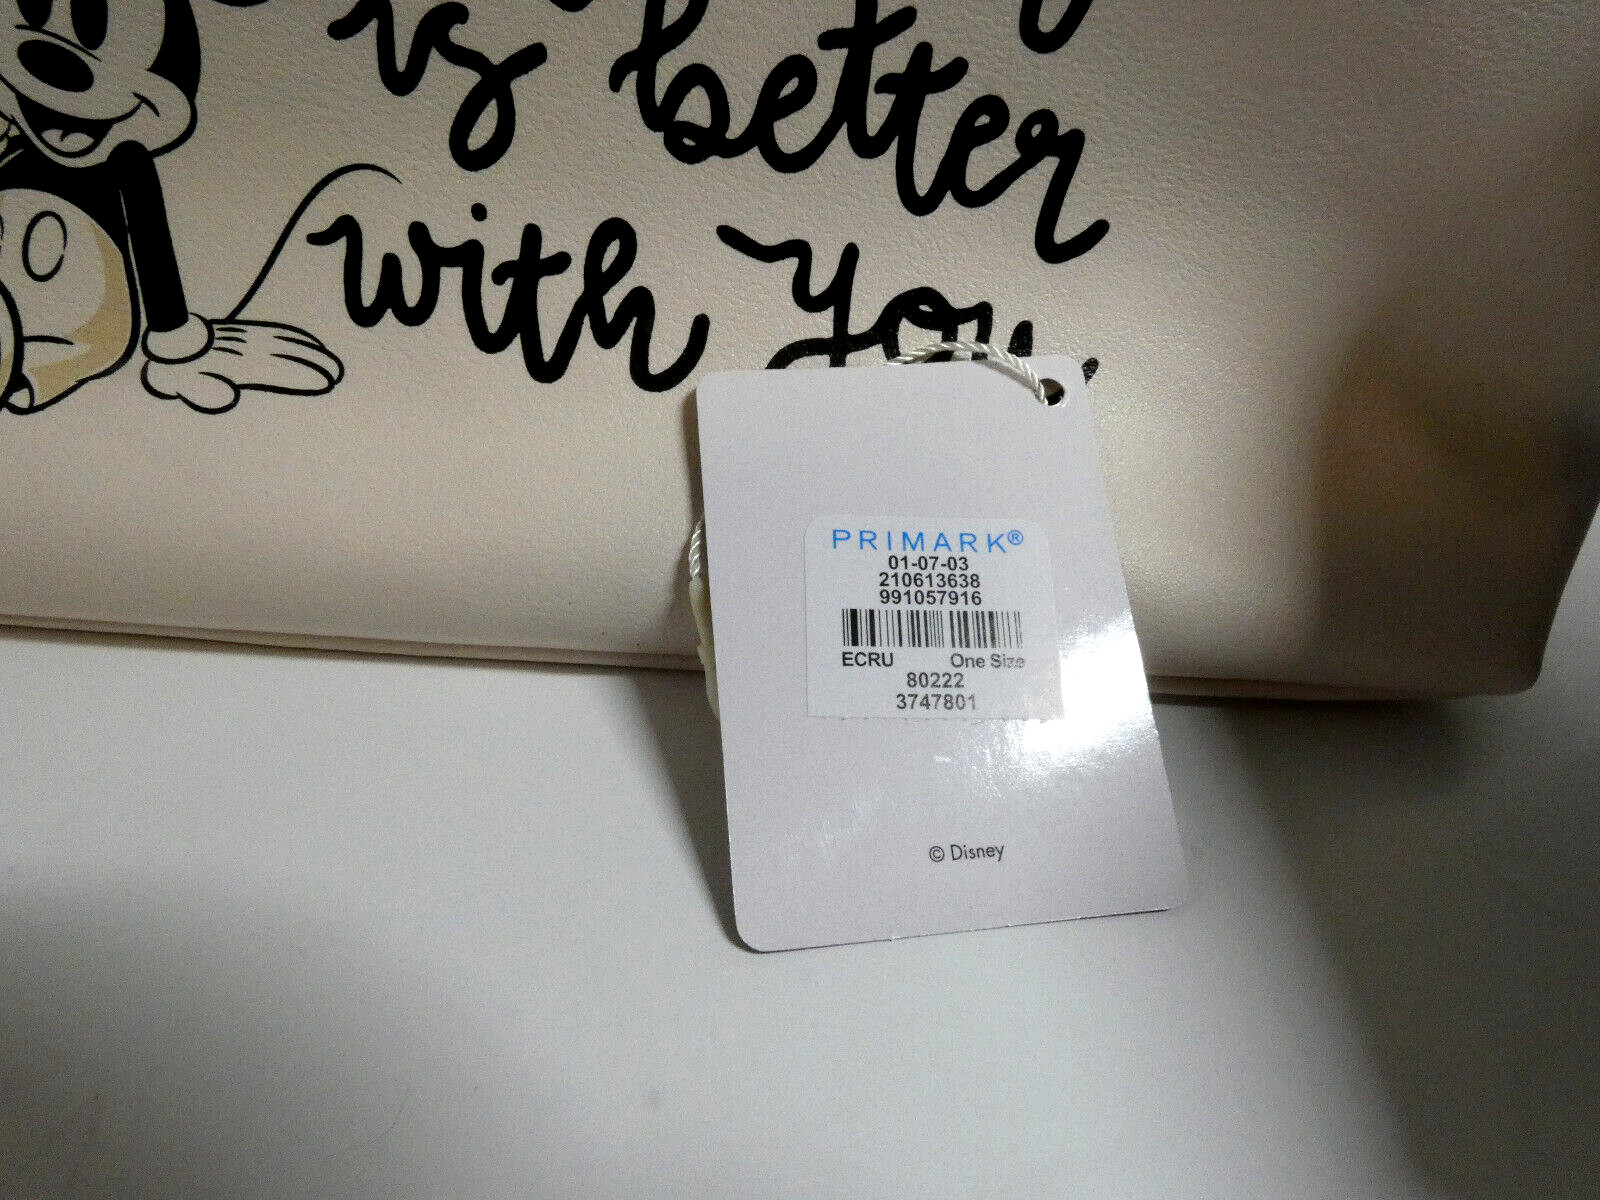 is better
with you
PRIMARK®
01-07-03
210613638
991057916
ECRU One Size
80222
3747801
© Disney